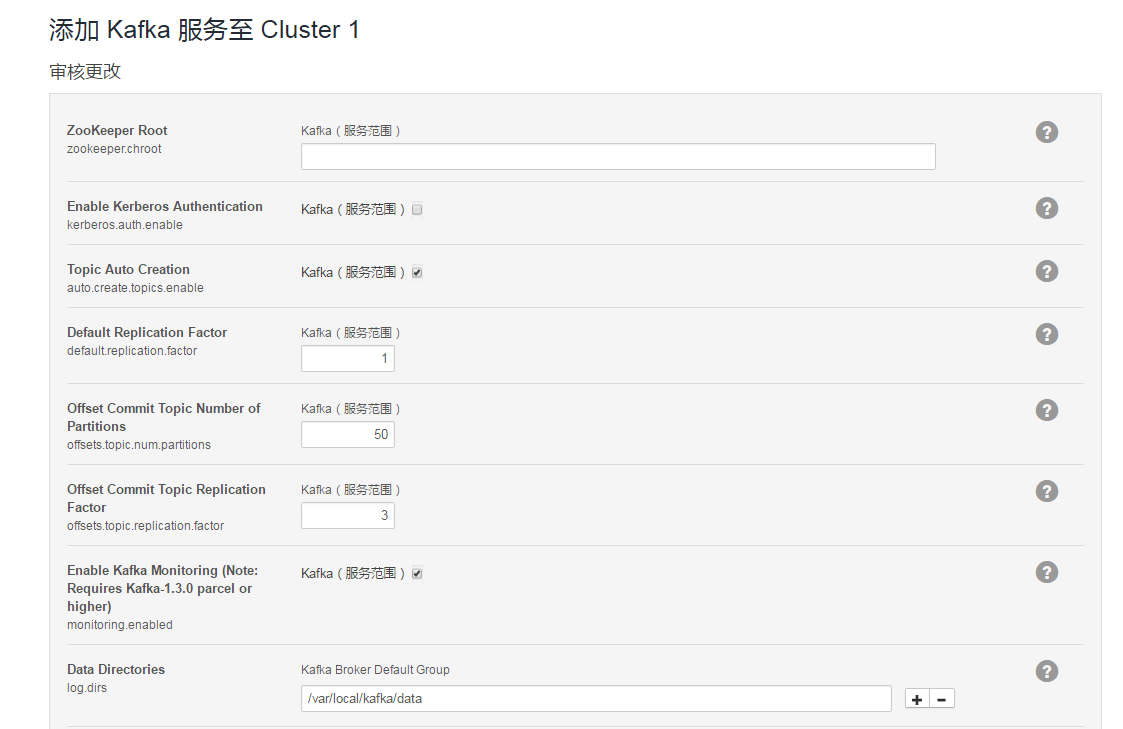 添加 Kafka 服务至 Cluster 1
审核更改
ZooKeeper Root
zookeeper.chroot
Kafka ( 服务范围 )
?
Enable Kerberos Authentication
kerberos.auth.enable
Kafka ( 服务范围 )
?
Topic Auto Creation
auto.create.topics.enable
Kafka ( 服务范围 )
?
Default Replication Factor
default.replication.factor
Kafka ( 服务范围 )
1
?
Offset Commit Topic Number of
Partitions
offsets.topic.num.partitions
Kafka ( 服务范围 )
50
?
Offset Commit Topic Replication
Factor
offsets.topic.replication.factor
Kafka ( 服务范围 )
3
?
Enable Kafka Monitoring (Note:
Requires Kafka-1.3.0 parcel or
higher)
monitoring.enabled
Kafka ( 服务范围 )
?
Data Directories
log.dirs
Kafka Broker Default Group
/var/local/kafka/data
+ −
?